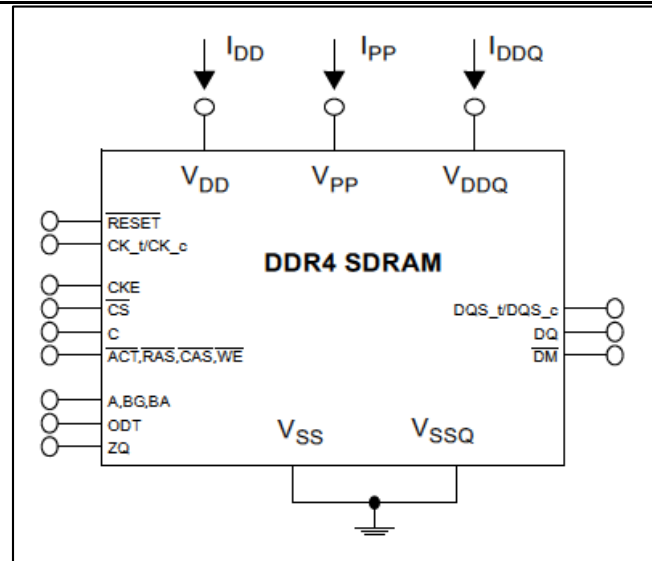 IDD IPP IDDQ
VDD VPP VDDQ
RESET
CK_t/CK_c
DDR4 SDRAM
CKE
CS
DQS_t/DQS_c
C
DQ
ACT,RAS,CAS,WE
DM
A,BG,BA
ODT
VSS VSSQ
ZQ